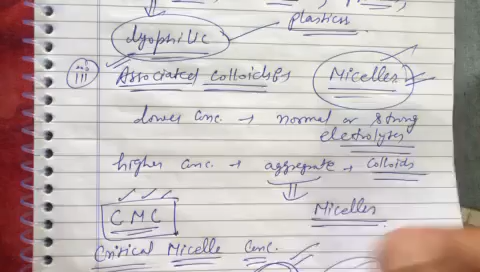 plastics
lyophilic
(iii) Associated colloids Micelles
lower conc. → normal or strong
electrolytes
higher conc. → aggregate → colloids
CMC Micelles
Critical Micelle Conc.